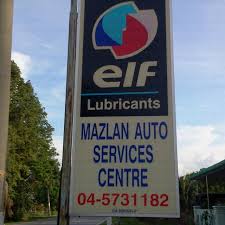 elf
Lubricants
MAZLAN AUTO
SERVICES
CENTRE
04-5731182